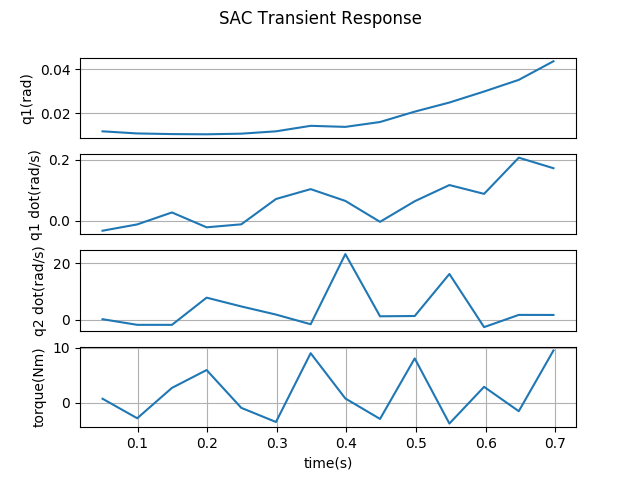 SAC Transient Response
q1(rad)
0.04
0.02
q1 dot(rad/s)
0.2
0.0
q2 dot(rad/s)
20
0
torque(Nm)
10
0
0.1 0.2 0.3 0.4 0.5 0.6 0.7
time(s)